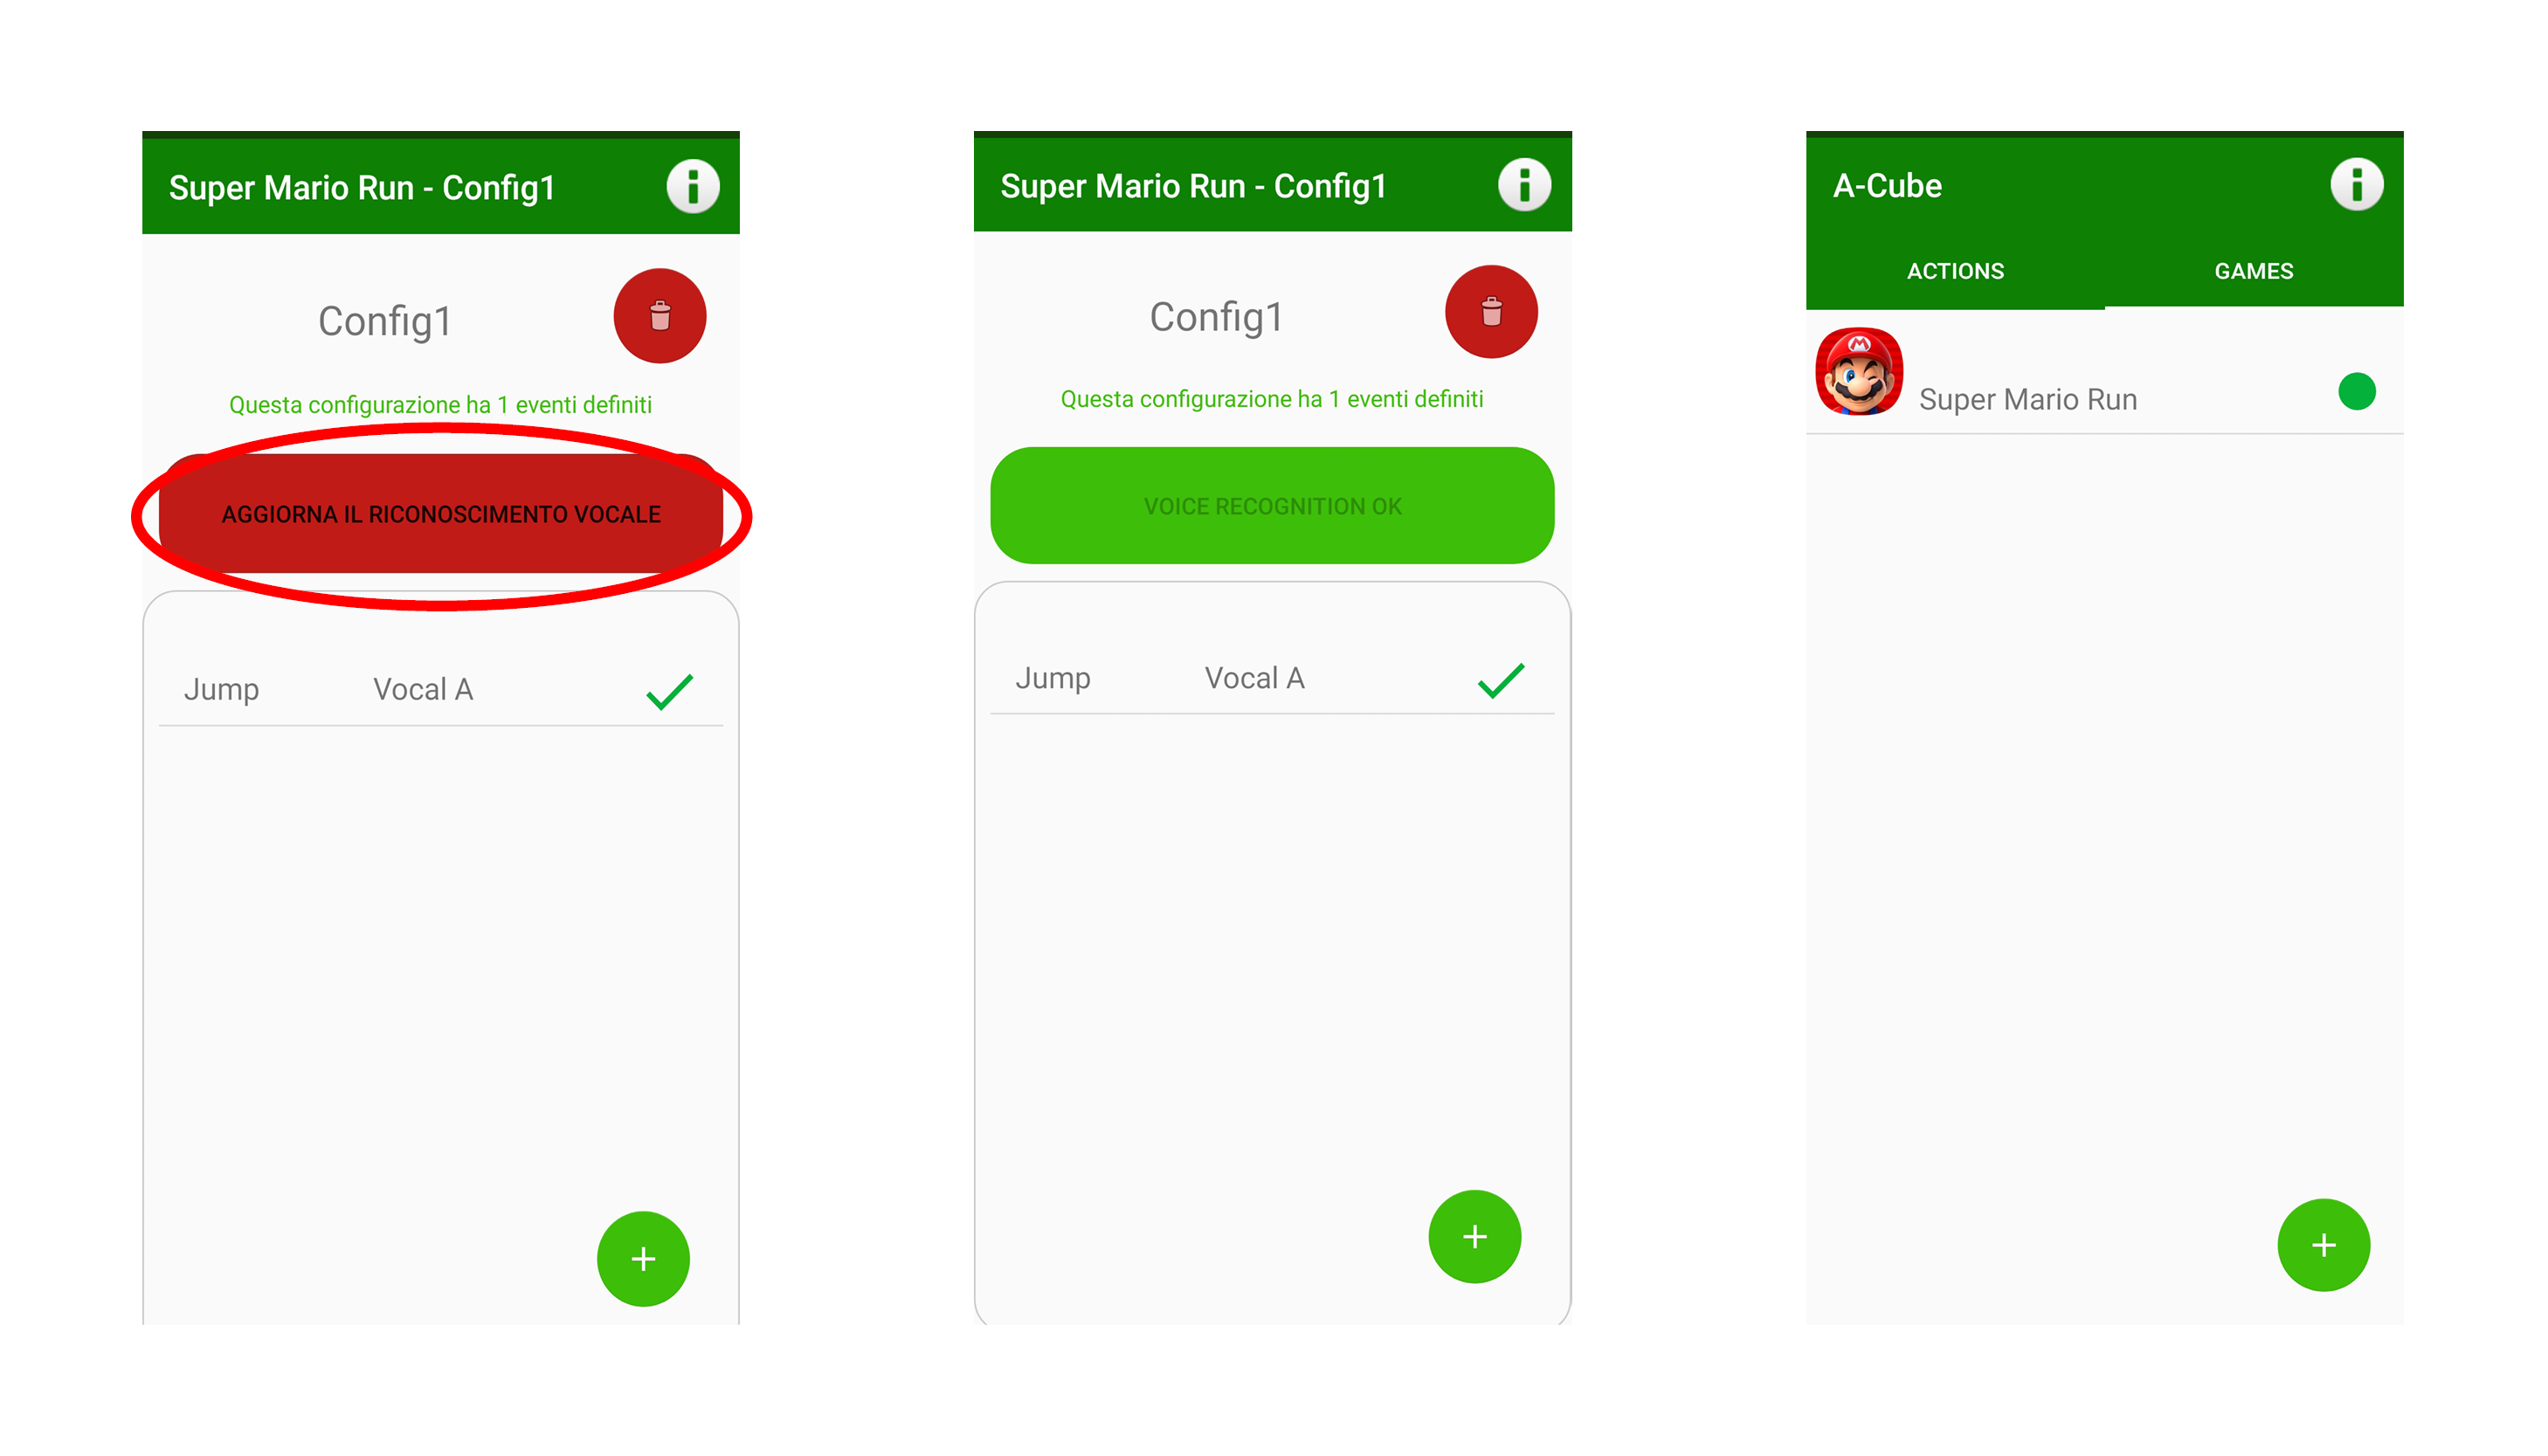 Super Mario Run - Config1
Config1
Questa configurazione ha 1 eventi definiti
AGGIORNA IL RICONOSCIMENTO VOCALE
Jump Vocal A
+
Super Mario Run - Config1
Config1
Questa configurazione ha 1 eventi definiti
VOICE RECOGNITION OK
Jump Vocal A
+
A-Cube
ACTIONS GAMES
M
Super Mario Run
+